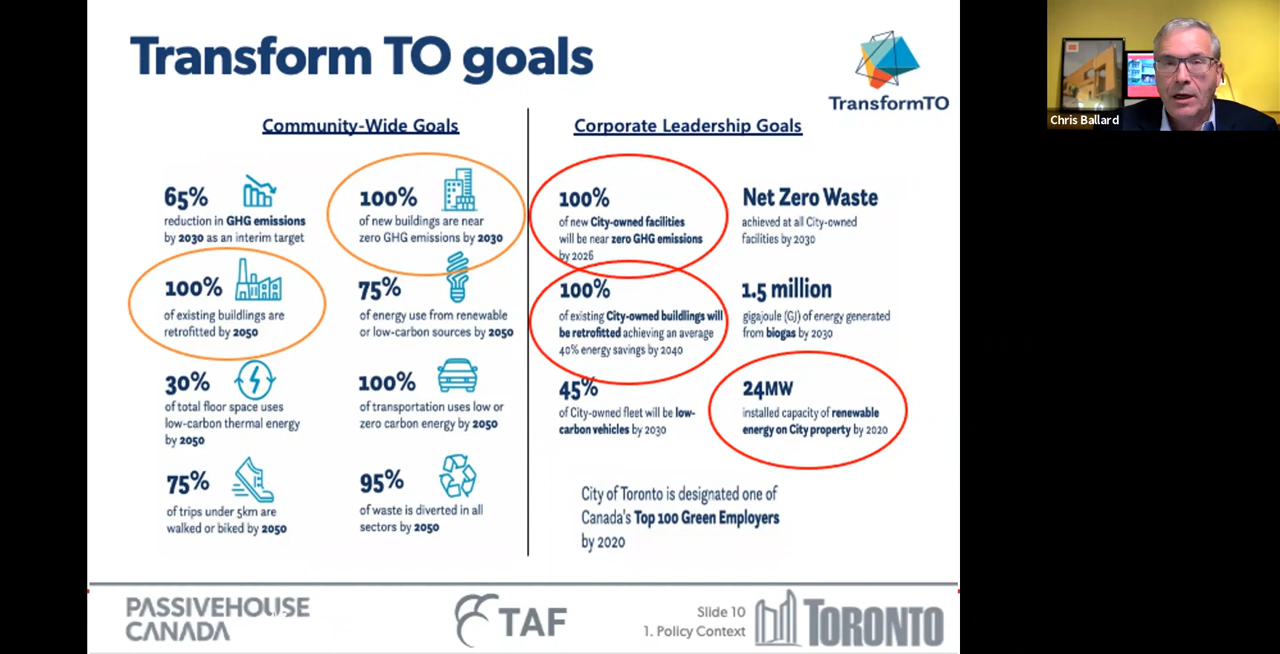 Transform TO goals
TransformTO
Community-Wide Goals
65%
reduction in GHG emissions
by 2030 as an interim target
100%
of new buildings are near
zero GHG emissions by 2030
100%
of existing buildlings are
retrofitted by 2050
75%
of energy use from renewable
or low-carbon sources by 2050
30%
of total floor space uses
low-carbon thermal energy
by 2050
100%
of transportation uses low or
zero carbon energy by 2050
75%
of trips under 5km are
walked or biked by 2050
95%
of waste is diverted in all
sectors by 2050
Corporate Leadership Goals
100%
of new City-owned facilities
will be near zero GHG emissions
by 2026
Net Zero Waste
achieved at all City-owned
facilities by 2030
100%
of existing City-owned buildlings will
be retrofitted achieving an average
40% energy savings by 2040
1.5 million
gigajoule (GJ) of energy generated
from biogas by 2030
45%
of City-owned fleet will be low-
carbon vehicles by 2030
24MW
installed capacity of renewable
energy on City property by 2020
City of Toronto is designated one of
Canada's Top 100 Green Employers
by 2020
PASSIVEHOUSE
CANADA
TAF
Slide 10
1. Policy Context
TORONTO
Chris Ballard